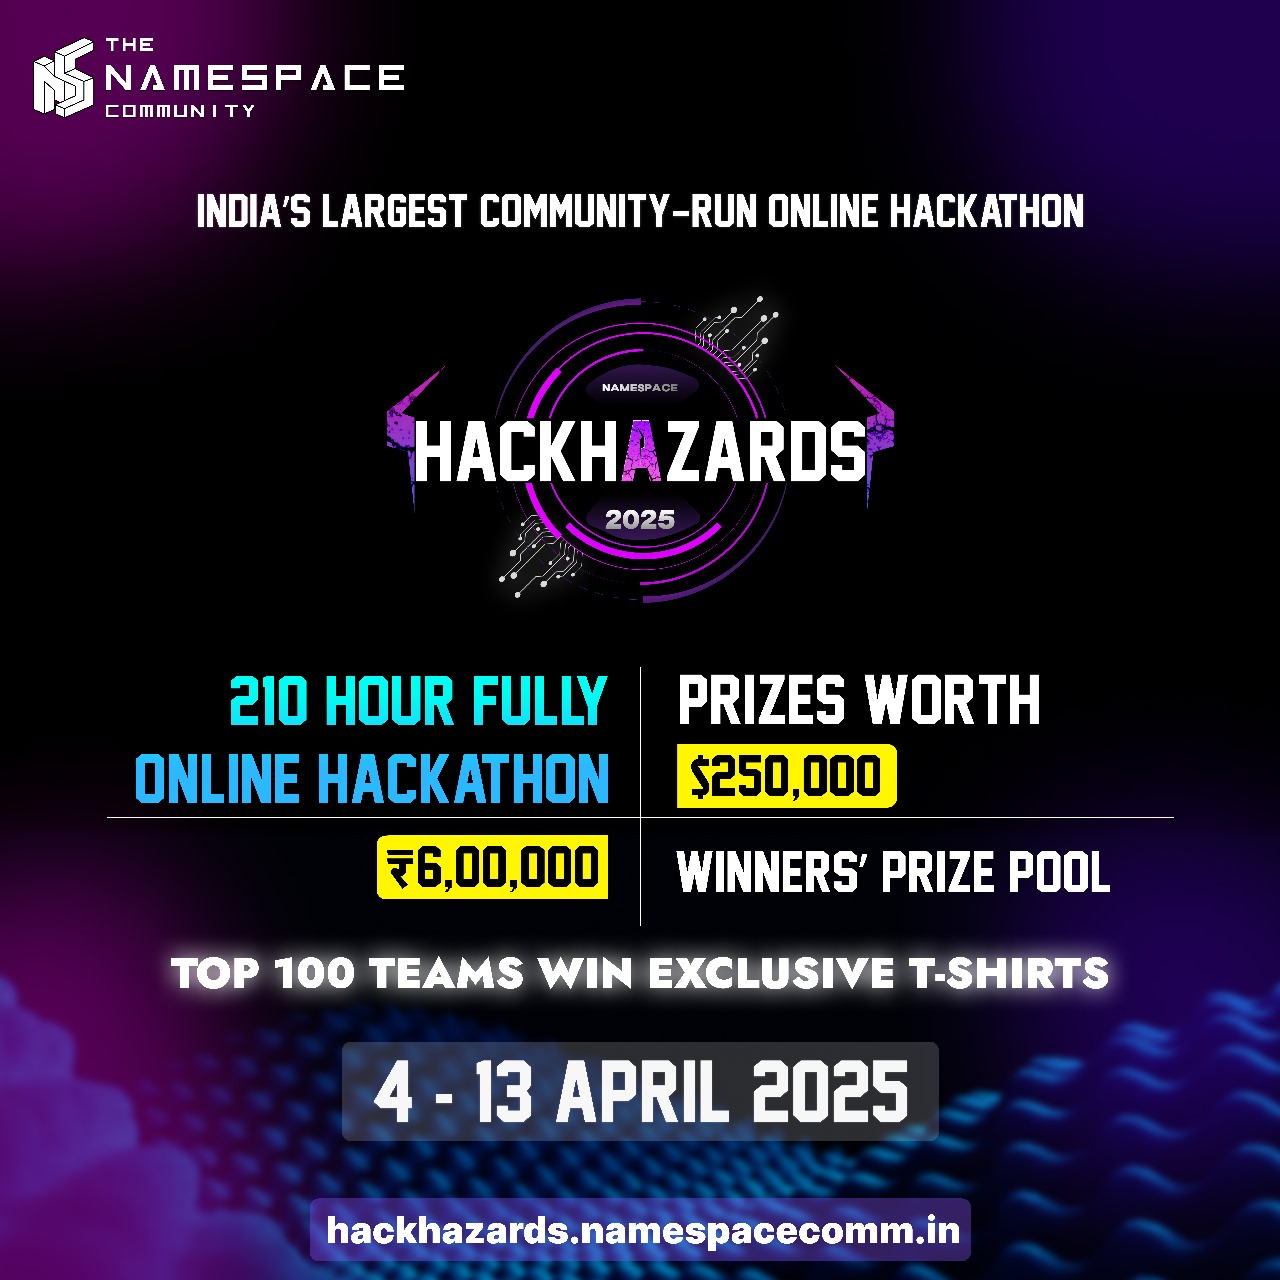 THE
NAMESPACE
COMMUNITY
INDIA'S LARGEST COMMUNITY-RUN ONLINE HACKATHON
NAMESPACE
HACKHAZARDS
2025
210 HOUR FULLY
ONLINE HACKATHON
PRIZES WORTH
$250,000
₹6,00,000
WINNERS' PRIZE POOL
TOP 100 TEAMS WIN EXCLUSIVE T-SHIRTS
4 - 13 APRIL 2025
hackhazards.namespacecomm.in